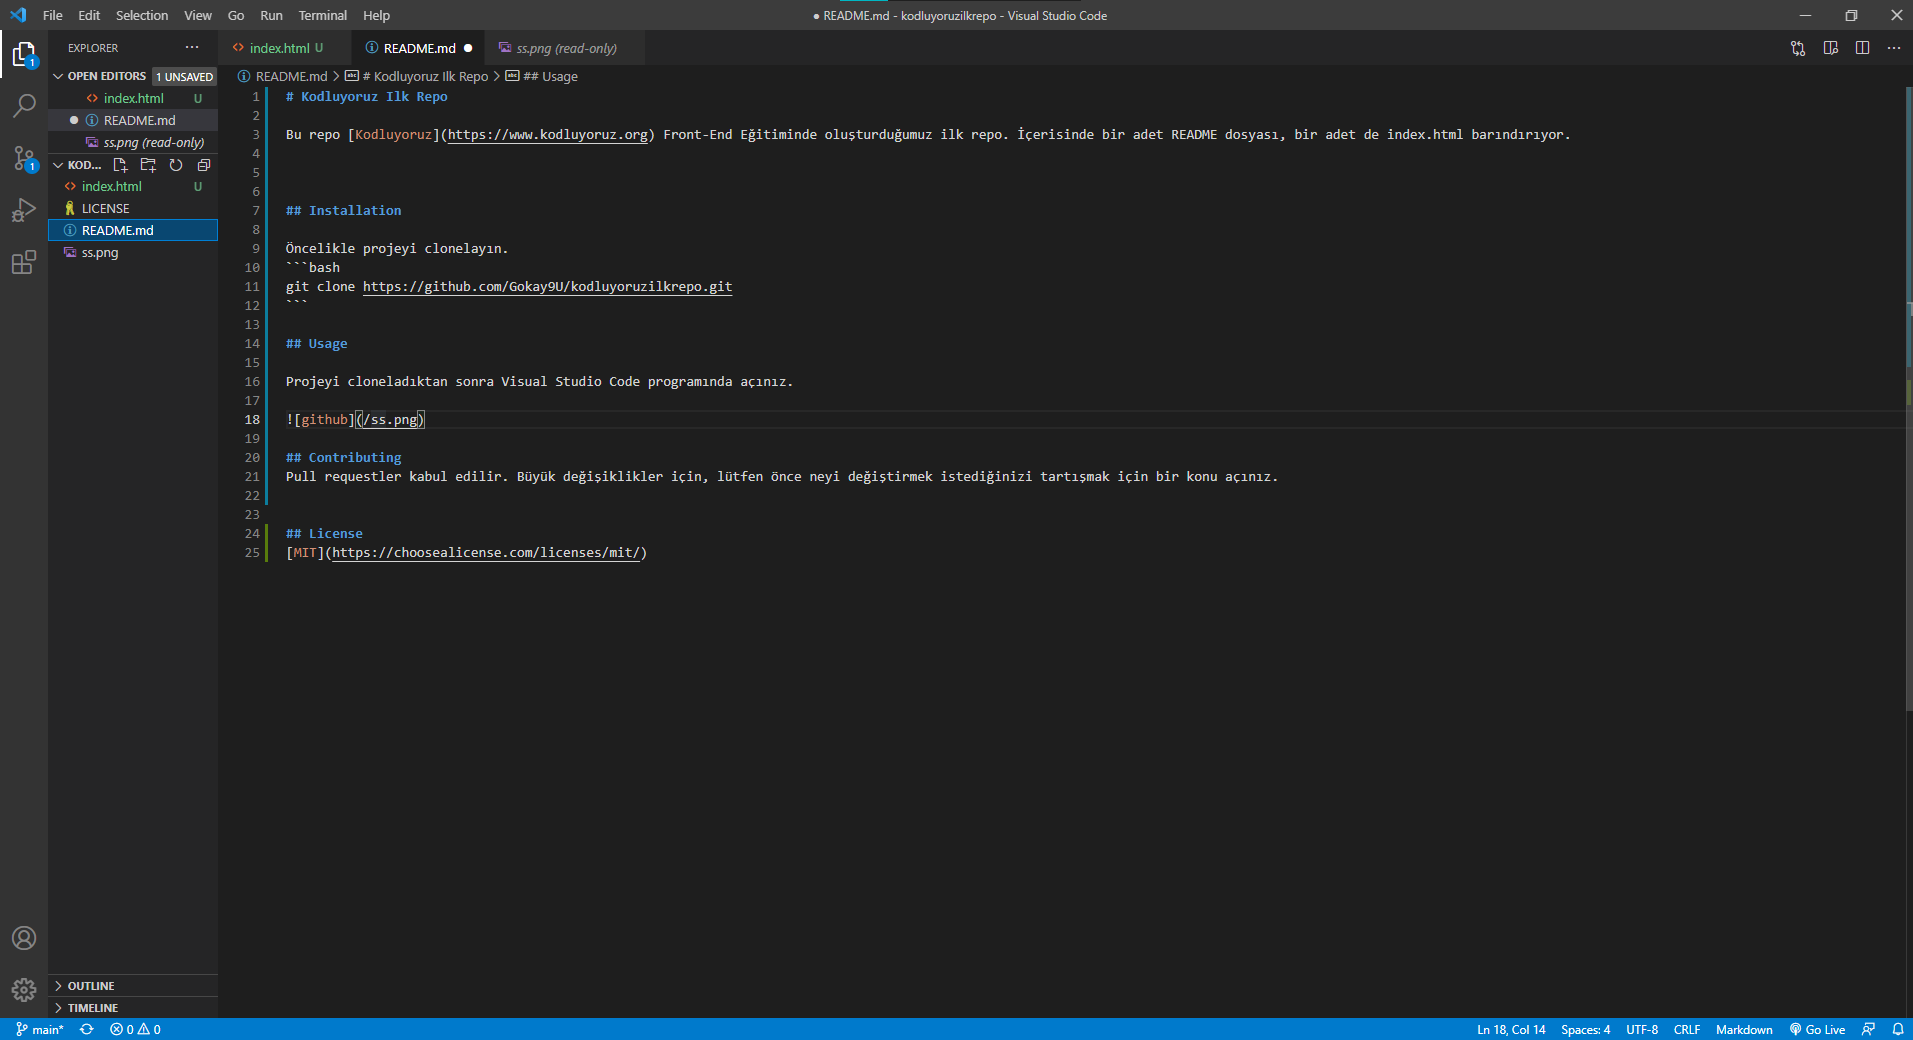 File Edit Selection View Go Run Terminal Help
● README.md - kodluyoruzilkrepo - Visual Studio Code
EXPLORER
index.html U
README.md
ss.png (read-only)
OPEN EDITORS 1 UNSAVED
index.html U
README.md
ss.png (read-only)
KOD...
index.html U
LICENSE
README.md
ss.png
OUTLINE
TIMELINE
README.md > # Kodluyoruz Ilk Repo > ## Usage
1 # Kodluyoruz Ilk Repo
2
3 Bu repo [Kodluyoruz](https://www.kodluyoruz.org) Front-End Eğitiminde oluşturduğumuz ilk repo. İçerisinde bir adet README dosyası, bir adet de index.html barındırıyor.
4
5
6
7 ## Installation
8
9 Öncelikle projeyi clonelayın.
10 ```bash
11 git clone https://github.com/Gokay9U/kodluyoruzilkrepo.git
12 ```
13
14 ## Usage
15
16 Projeyi cloneladıktan sonra Visual Studio Code programında açınız.
17
18 ![github](/ss.png)
19
20 ## Contributing
21 Pull requestler kabul edilir. Büyük değişiklikler için, lütfen önce neyi değiştirmek istediğinizi tartışmak için bir konu açınız.
22
23
24 ## License
25 [MIT](https://choosealicense.com/licenses/mit/)
1
1
main* 0 0
Ln 18, Col 14 Spaces: 4 UTF-8 CRLF Markdown Go Live